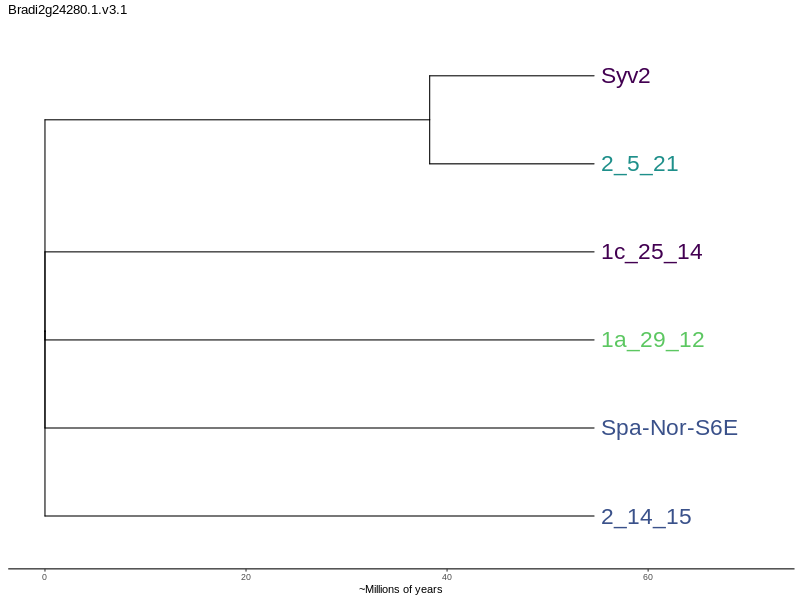 Bradi2g24280.1.v3.1
Syv2
2_5_21
1c_25_14
1a_29_12
Spa-Nor-S6E
2_14_15
0 20 40 60
~Millions of years